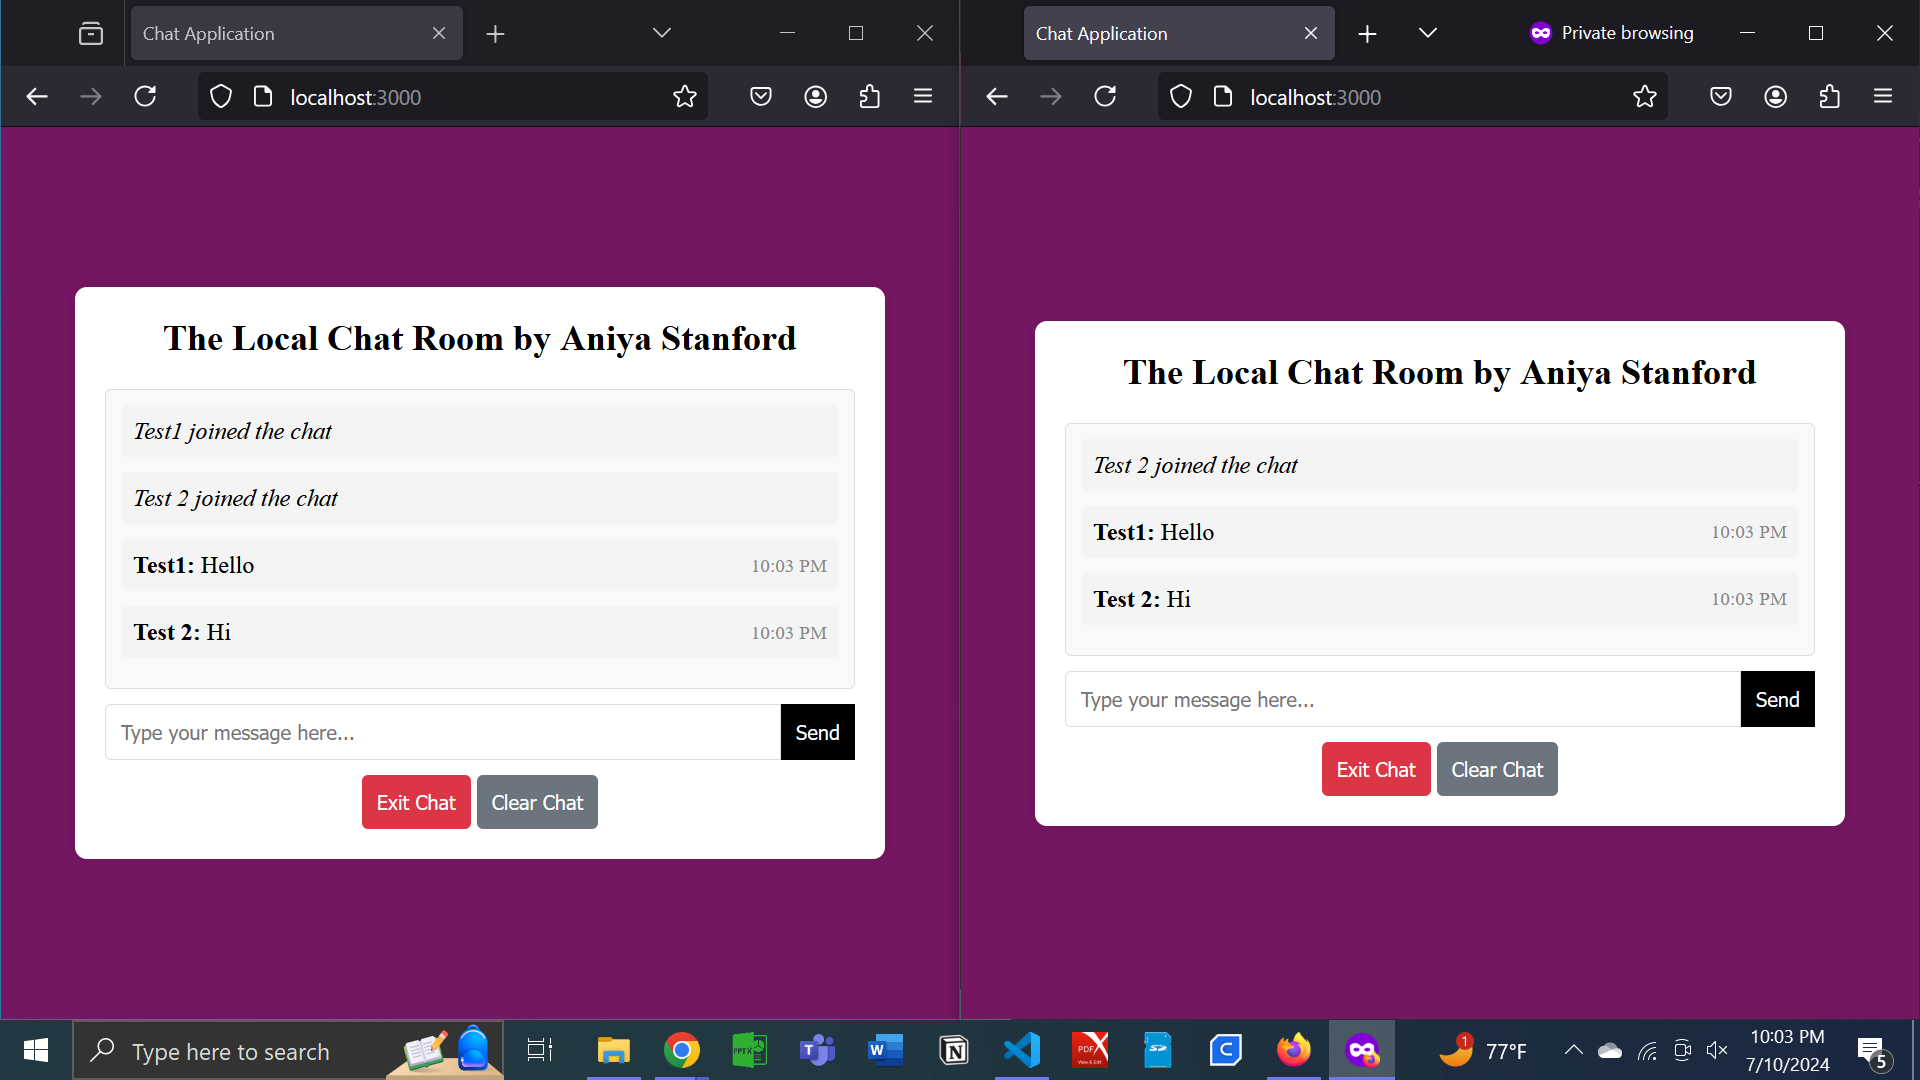 Chat Application
localhost:3000
The Local Chat Room by Aniya Stanford
Test1 joined the chat
Test 2 joined the chat
Test1: Hello 10:03 PM
Test 2: Hi 10:03 PM
Type your message here...
Send
Exit Chat
Clear Chat
Chat Application
Private browsing
localhost:3000
The Local Chat Room by Aniya Stanford
Test 2 joined the chat
Test1: Hello 10:03 PM
Test 2: Hi 10:03 PM
Type your message here...
Send
Exit Chat
Clear Chat
Type here to search
PPEX
W
N
PDF X
SD
C
1
77°F
10:03 PM
7/10/2024
5